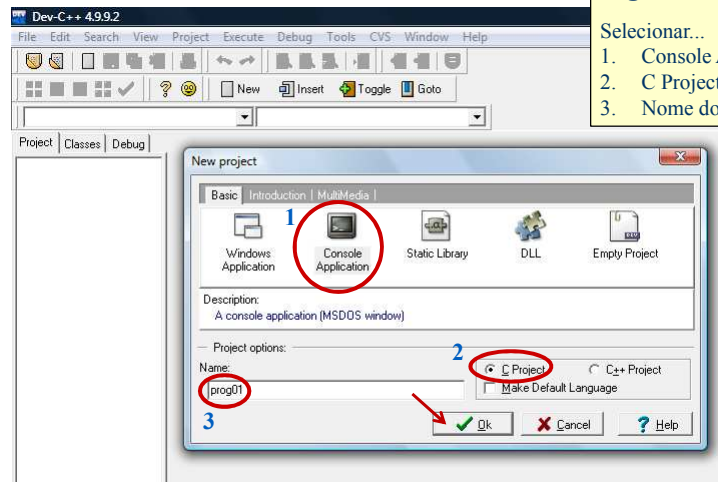 Dev-C++ 4.9.9.2
File Edit Search View Project Execute Debug Tools CVS Window Help
New Insert Toggle Goto
Project Classes Debug
Selecionar...
1. Console
2. C Project
3. Nome do
New project
Basic Introduction MultiMedia
1
Windows Application
Console Application
Static Library
DLL
Empty Project
Description:
A console application (MSDOS window)
Project options:
2
Name:
C Project C++ Project
prog01
Make Default Language
3
Ok Cancel Help